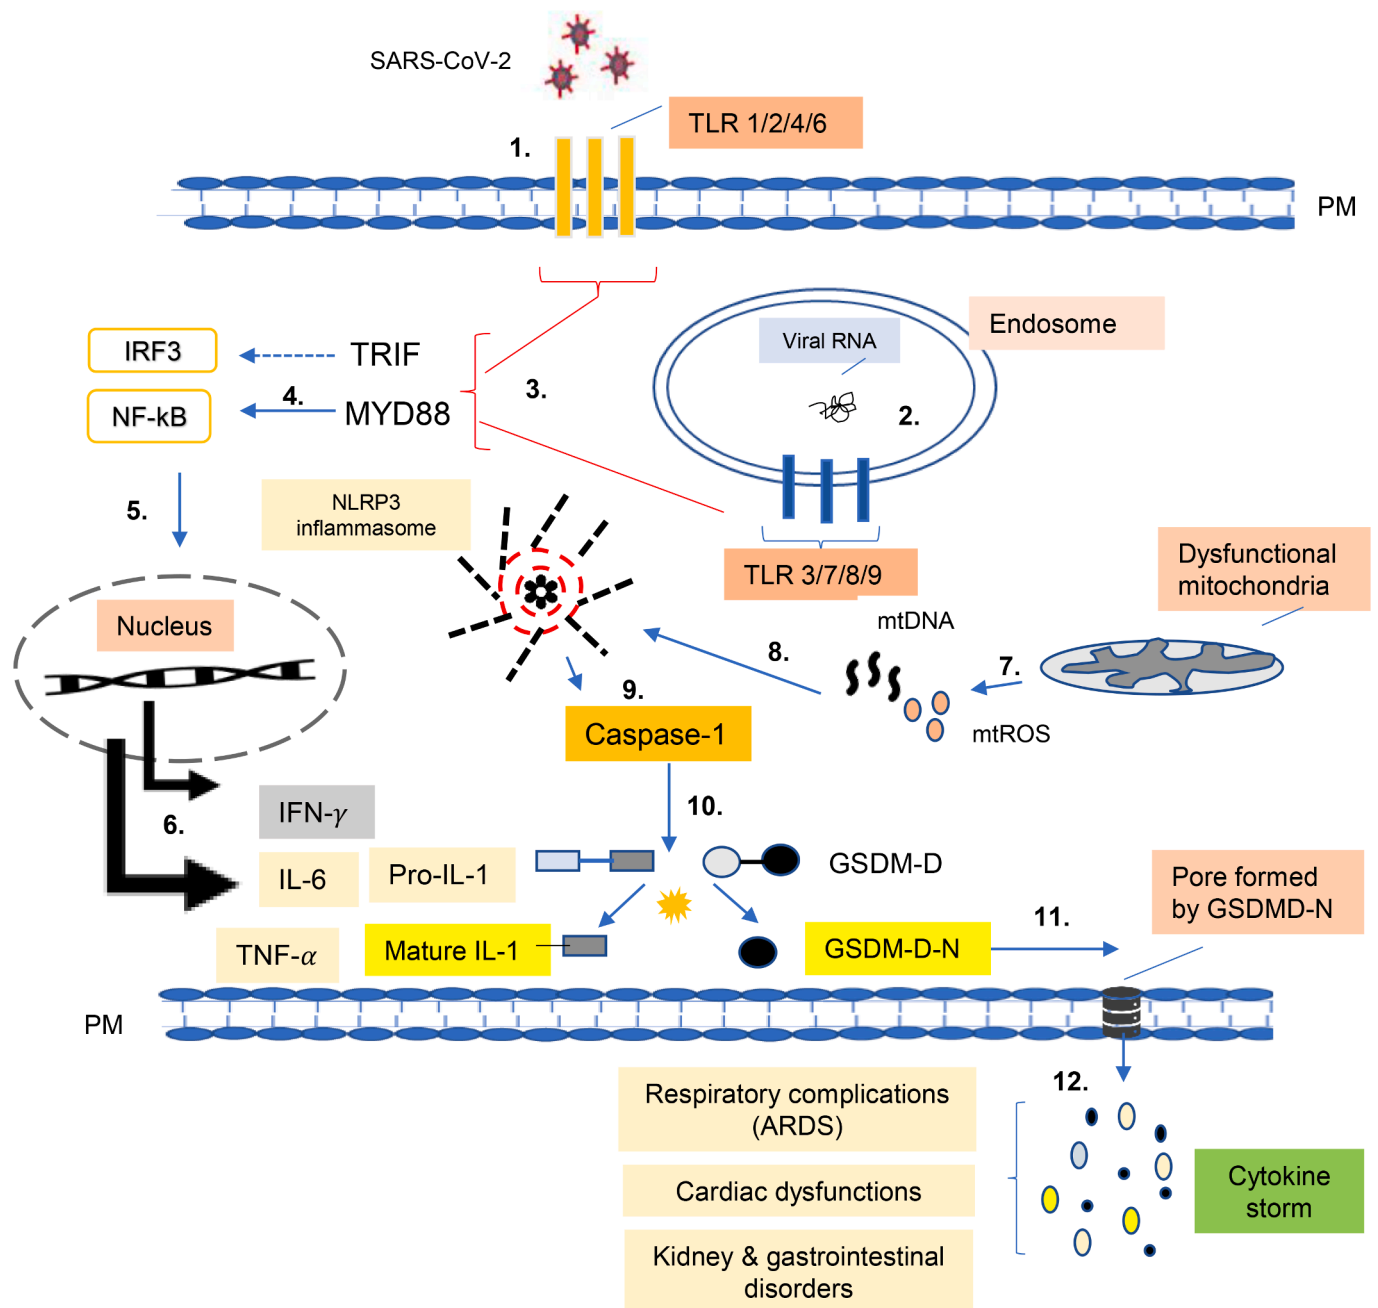 SARS-CoV-2
TLR 1/2/4/6
1.
PM
Endosome
Viral RNA
IRF3
TRIF
3.
2.
NF-kB
4.
MYD88
NLRP3
inflammasome
5.
TLR 3/7/8/9
Dysfunctional
mitochondria
Nucleus
mtDNA
8.
7.
9.
mtROS
Caspase-1
10.
IFN-γ
6.
IL-6
Pro-IL-1
GSDM-D
Pore formed
by GSDMD-N
11.
TNF-α
Mature IL-1
GSDM-D-N
PM
12.
Respiratory complications
(ARDS)
Cardiac dysfunctions
Cytokine
storm
Kidney & gastrointestinal
disorders